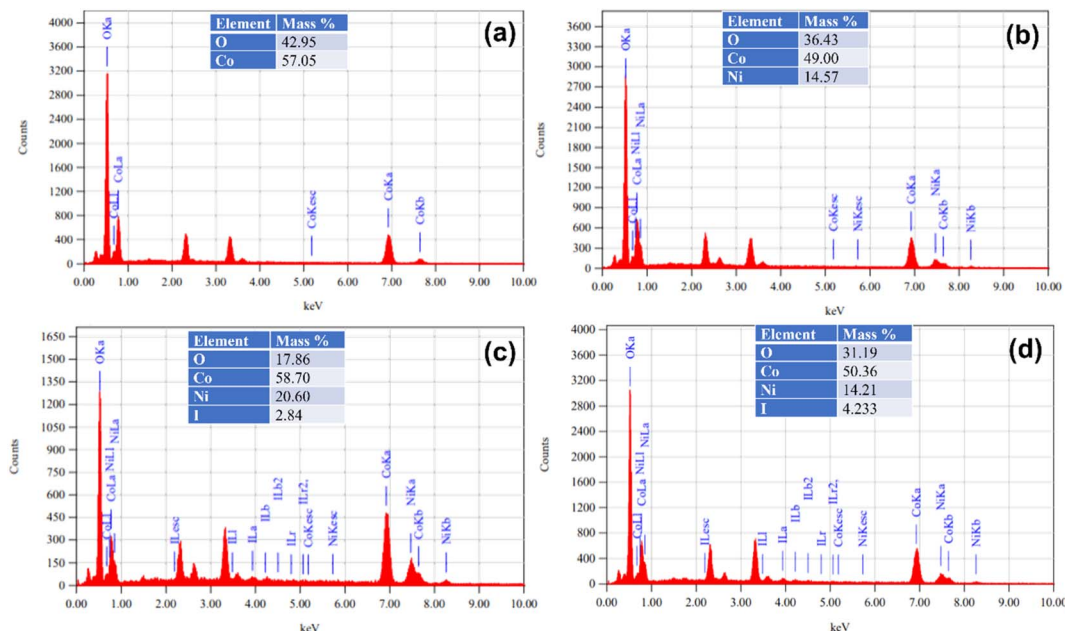 (a)
Element Mass %
O 42.95
Co 57.05
Counts
4000
3600
3200
2800
2400
2000
1600
1200
800
400
0
OKa
CoLl
CoLa
CoKesc
CoKa
CoKb
0.00 1.00 2.00 3.00 4.00 5.00 6.00 7.00 8.00 9.00 10.00
keV
(b)
Element Mass %
O 36.43
Co 49.00
Ni 14.57
Counts
3600
3300
3000
2700
2400
2100
1800
1500
1200
900
600
300
0
OKa
CoLl
CoLa
NiLl
NiLa
CoKesc
NiKesc
CoKa
NiKa
CoKb
NiKb
0.00 1.00 2.00 3.00 4.00 5.00 6.00 7.00 8.00 9.00 10.00
keV
(c)
Element Mass %
O 17.86
Co 58.70
Ni 20.60
I 2.84
Counts
1650
1500
1350
1200
1050
900
750
600
450
300
150
0
OKa
CoLl
CoLa
NiLl
NiLa
ILesc
ILl
ILa
ILb
ILb2
ILr
ILr2,
CoKesc
NiKesc
CoKa
NiKa
CoKb
NiKb
0.00 1.00 2.00 3.00 4.00 5.00 6.00 7.00 8.00 9.00 10.00
keV
(d)
Element Mass %
O 31.19
Co 50.36
Ni 14.21
I 4.233
Counts
4000
3600
3200
2800
2400
2000
1600
1200
800
400
0
OKa
CoLl
CoLa
NiLl
NiLa
ILesc
ILl
ILa
ILb
ILb2
ILr
ILr2,
CoKesc
NiKesc
CoKa
NiKa
CoKb
NiKb
0.00 1.00 2.00 3.00 4.00 5.00 6.00 7.00 8.00 9.00 10.00
keV